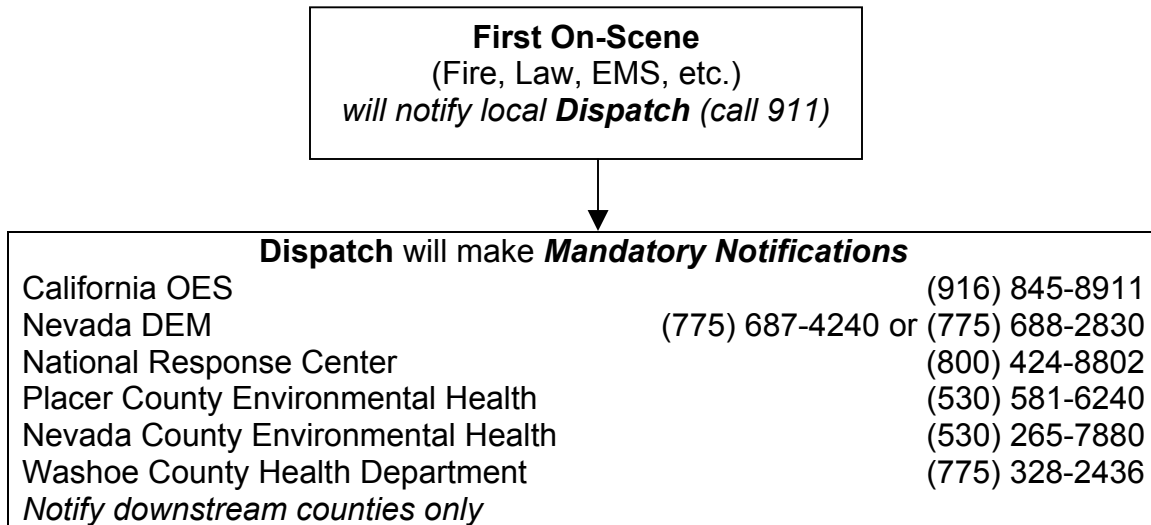 First On-Scene
(Fire, Law, EMS, etc.)
will notify local Dispatch (call 911)
Dispatch will make Mandatory Notifications
California OES (916) 845-8911
Nevada DEM (775) 687-4240 or (775) 688-2830
National Response Center (800) 424-8802
Placer County Environmental Health (530) 581-6240
Nevada County Environmental Health (530) 265-7880
Washoe County Health Department (775) 328-2436
Notify downstream counties only